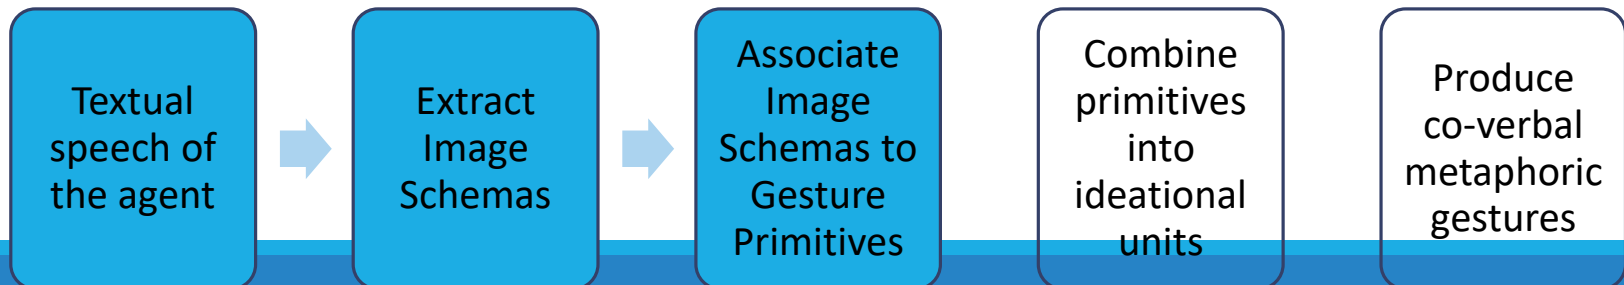 Textual
speech of
the agent
Extract
Image
Schemas
Associate
Image
Schemas to
Gesture
Primitives
Combine
primitives
into
ideational
units
Produce
co-verbal
metaphoric
gestures